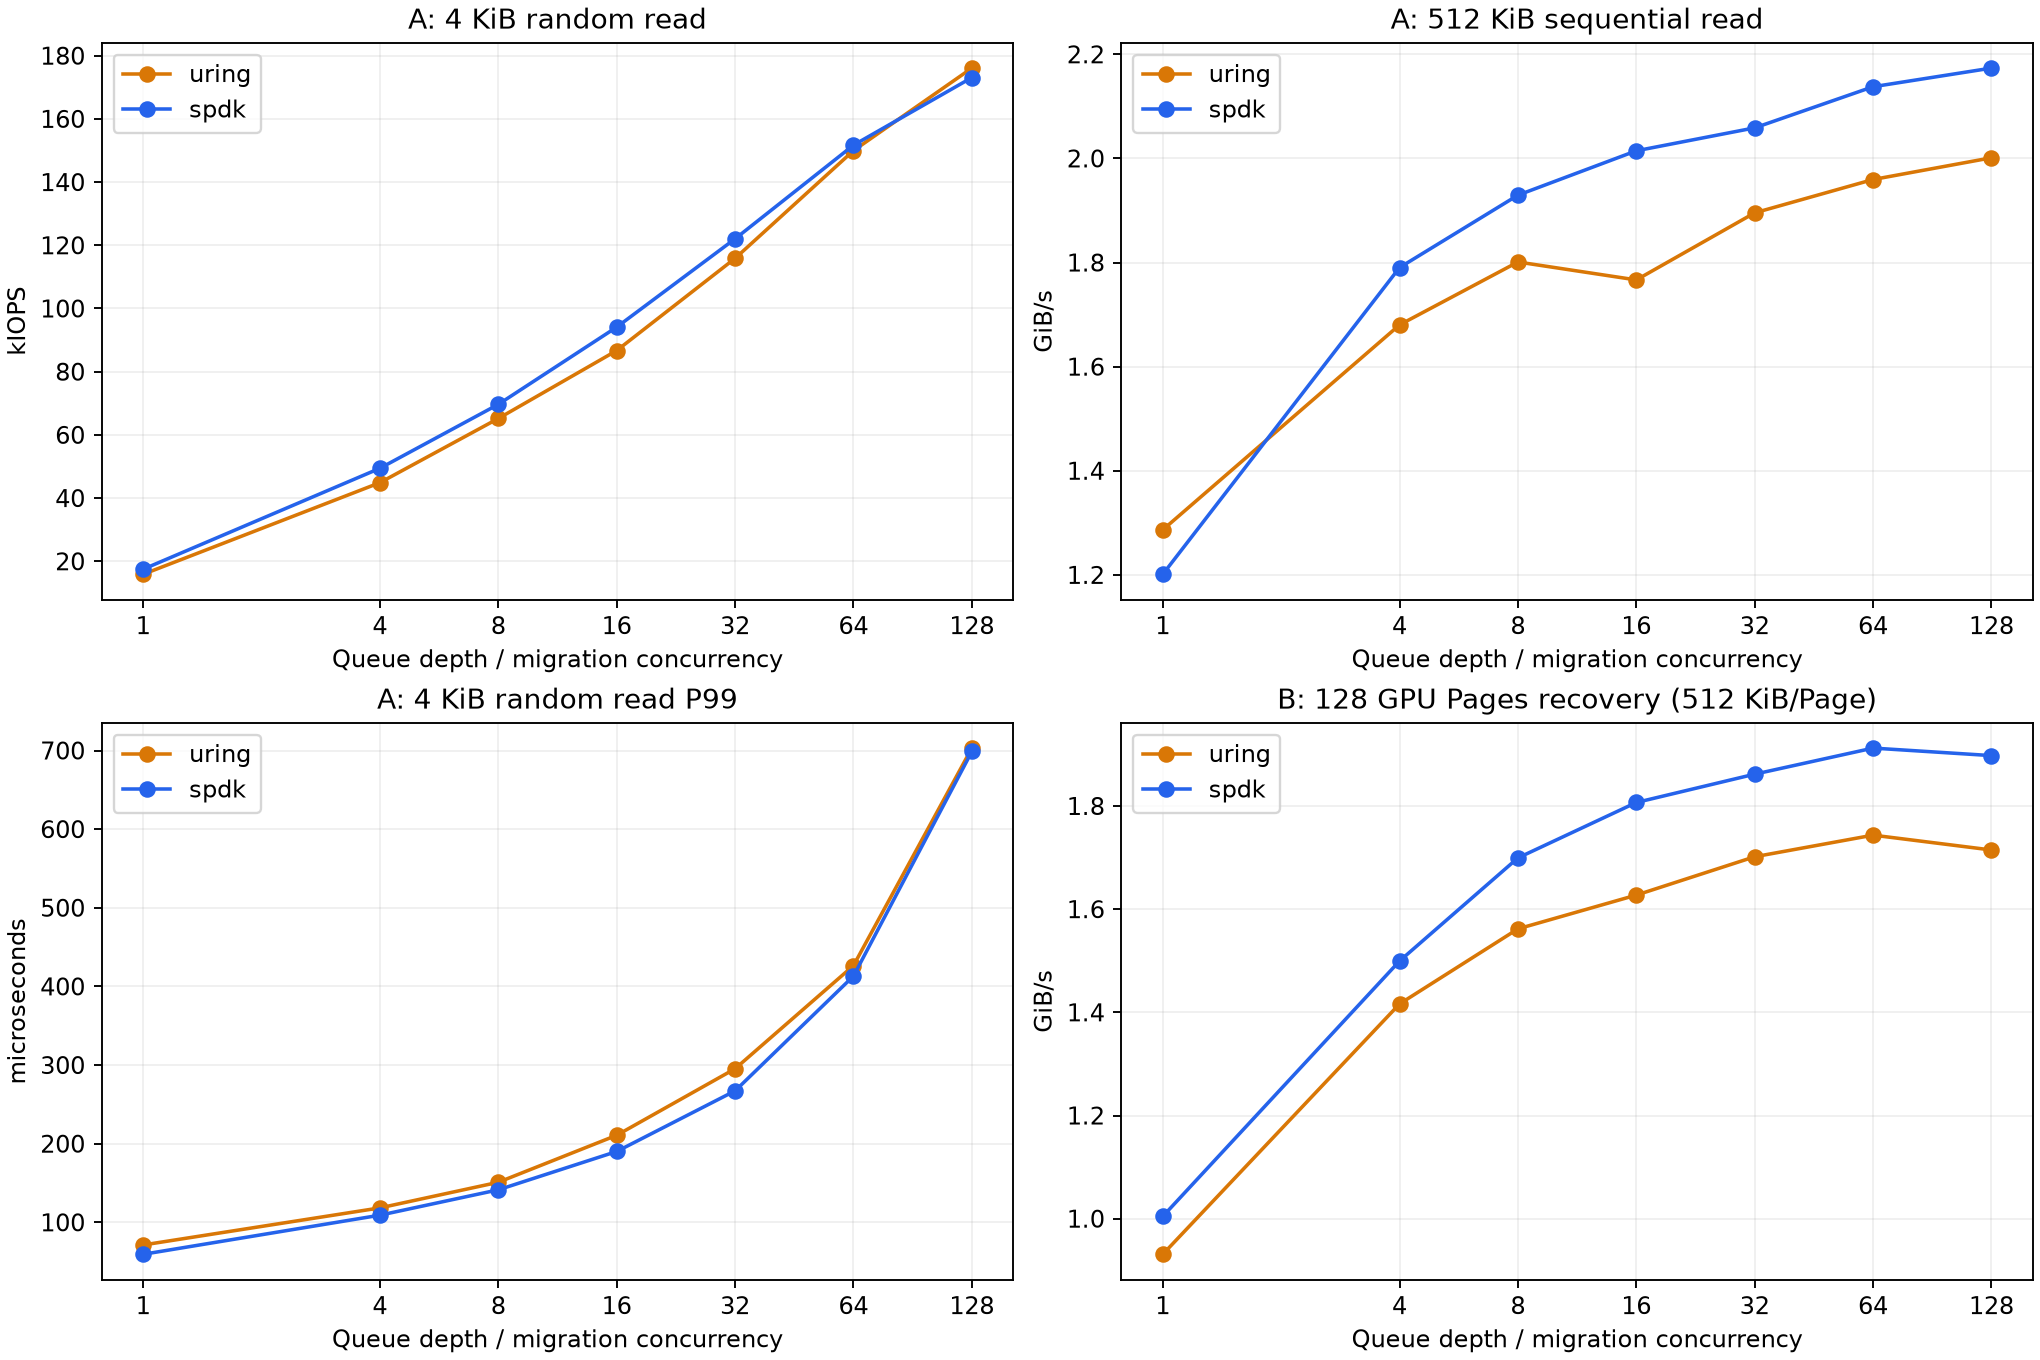 A: 4 KiB random read
uring
spdk
180
160
140
120
100
80
60
40
20
kIOPS
1 4 8 16 32 64 128
Queue depth / migration concurrency
A: 512 KiB sequential read
uring
spdk
2.2
2.0
1.8
1.6
1.4
1.2
GiB/s
1 4 8 16 32 64 128
Queue depth / migration concurrency
A: 4 KiB random read P99
uring
spdk
700
600
500
400
300
200
100
microseconds
1 4 8 16 32 64 128
Queue depth / migration concurrency
B: 128 GPU Pages recovery (512 KiB/Page)
uring
spdk
1.8
1.6
1.4
1.2
1.0
GiB/s
1 4 8 16 32 64 128
Queue depth / migration concurrency